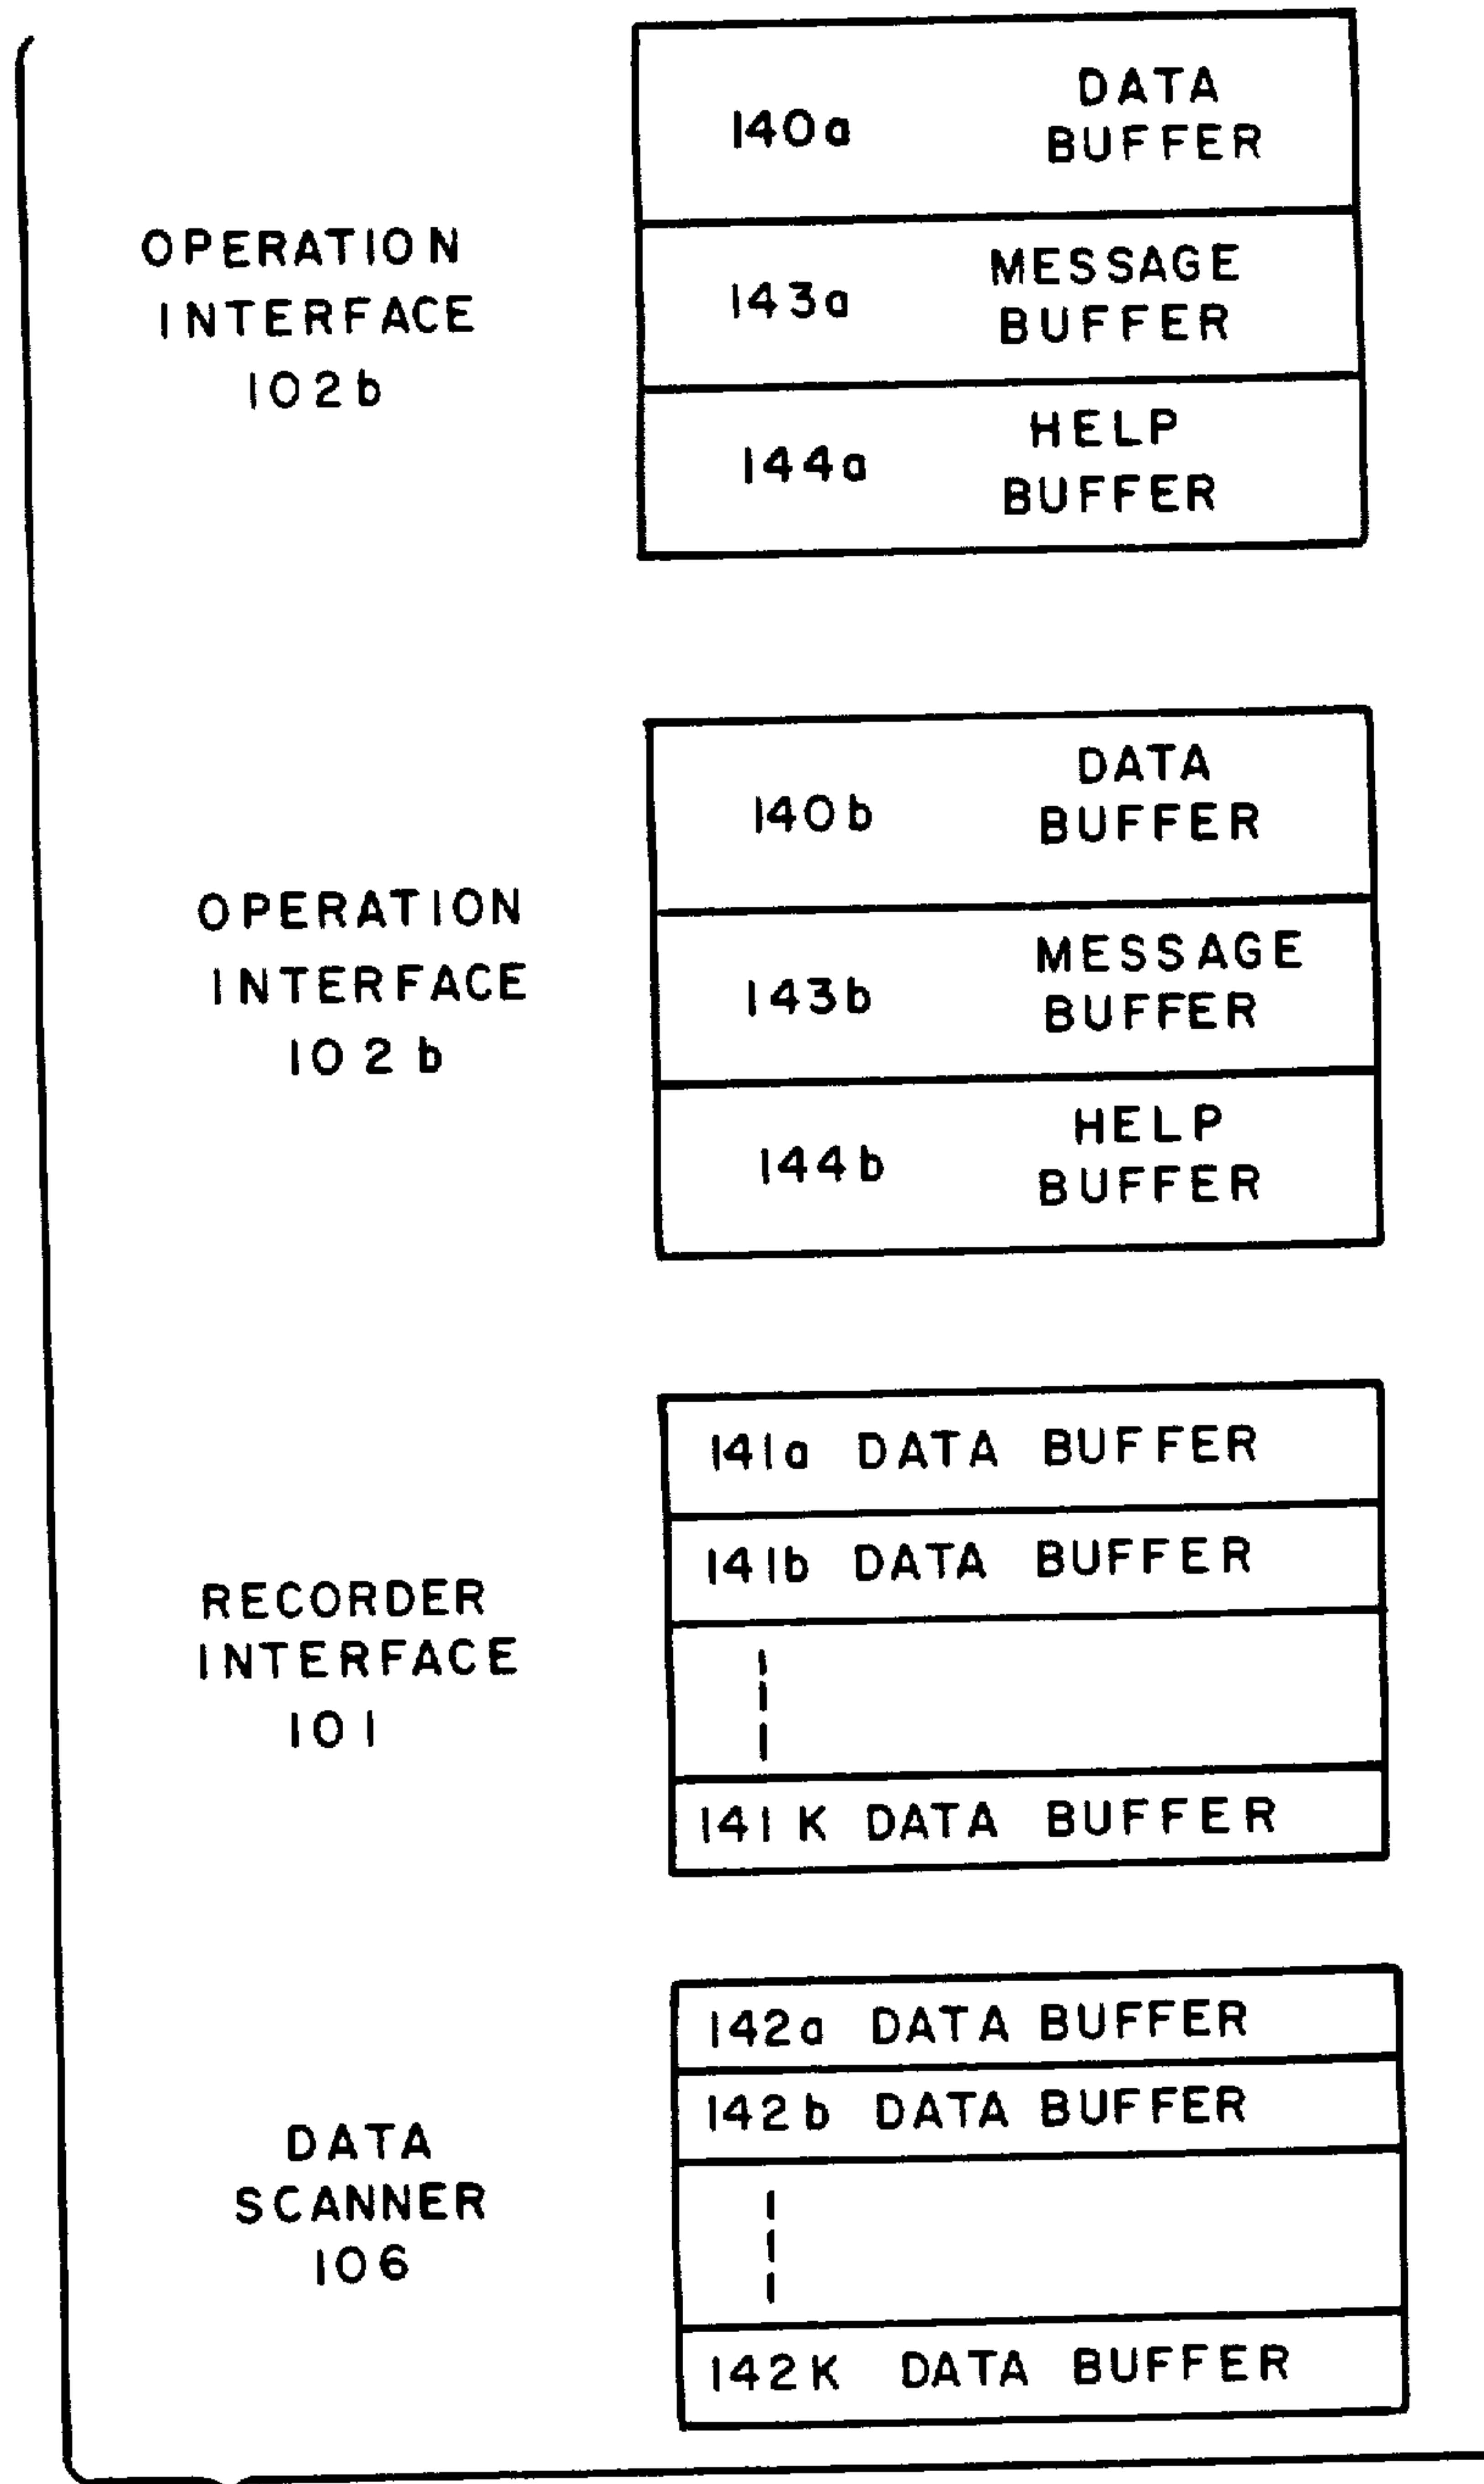 OPERATION
INTERFACE
102b
140a DATA
BUFFER
143a MESSAGE
BUFFER
144a HELP
BUFFER
OPERATION
INTERFACE
102b
140b DATA
BUFFER
143b MESSAGE
BUFFER
144b HELP
BUFFER
RECORDER
INTERFACE
101
141a DATA BUFFER
141b DATA BUFFER
141K DATA BUFFER
DATA
SCANNER
106
142a DATA BUFFER
142b DATA BUFFER
142K DATA BUFFER